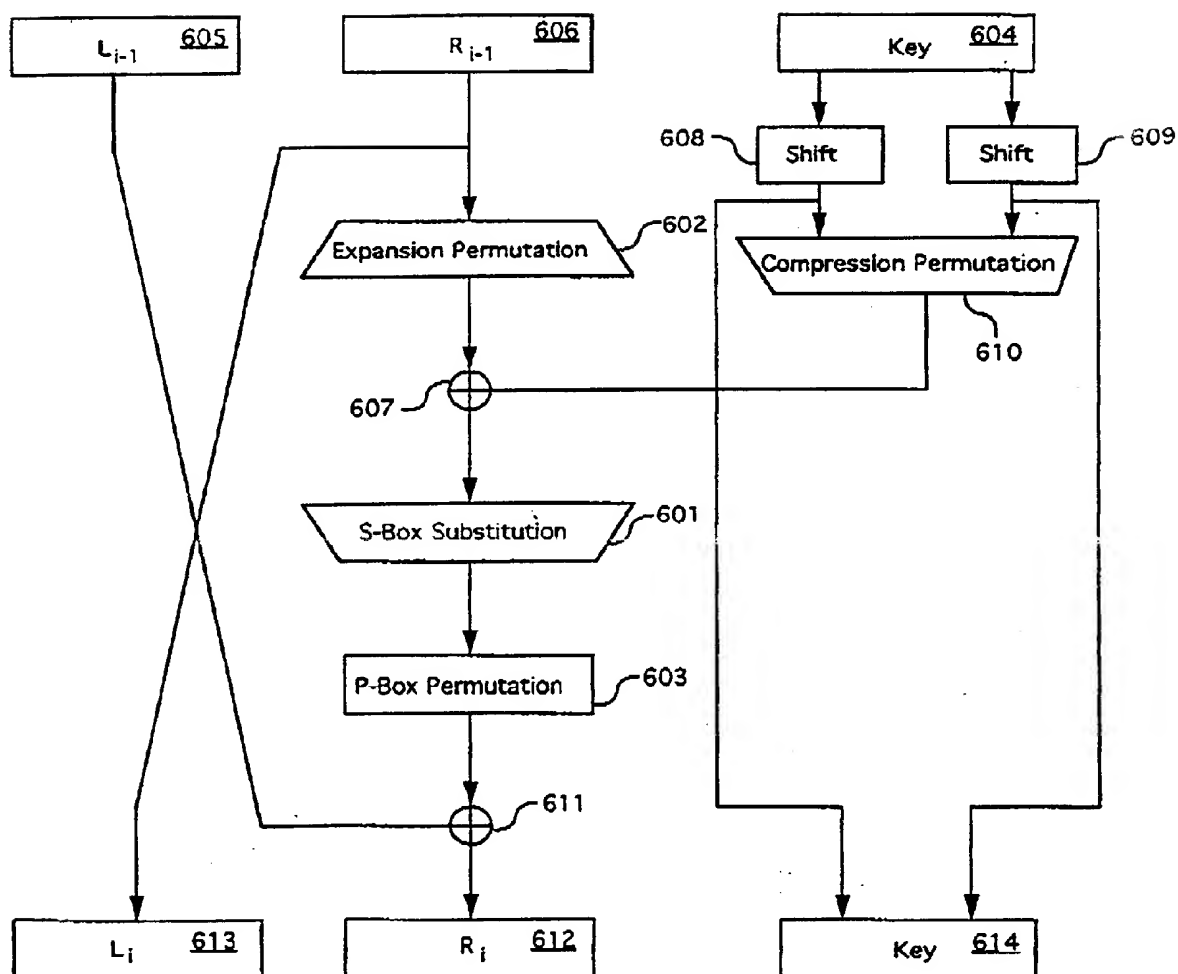 L i-1 605
R i-1 606
Key 604
608
Shift
Shift
609
Expansion Permutation
602
Compression Permutation
610
607
S-Box Substitution
601
P-Box Permutation
603
611
L i 613
R i 612
Key 614